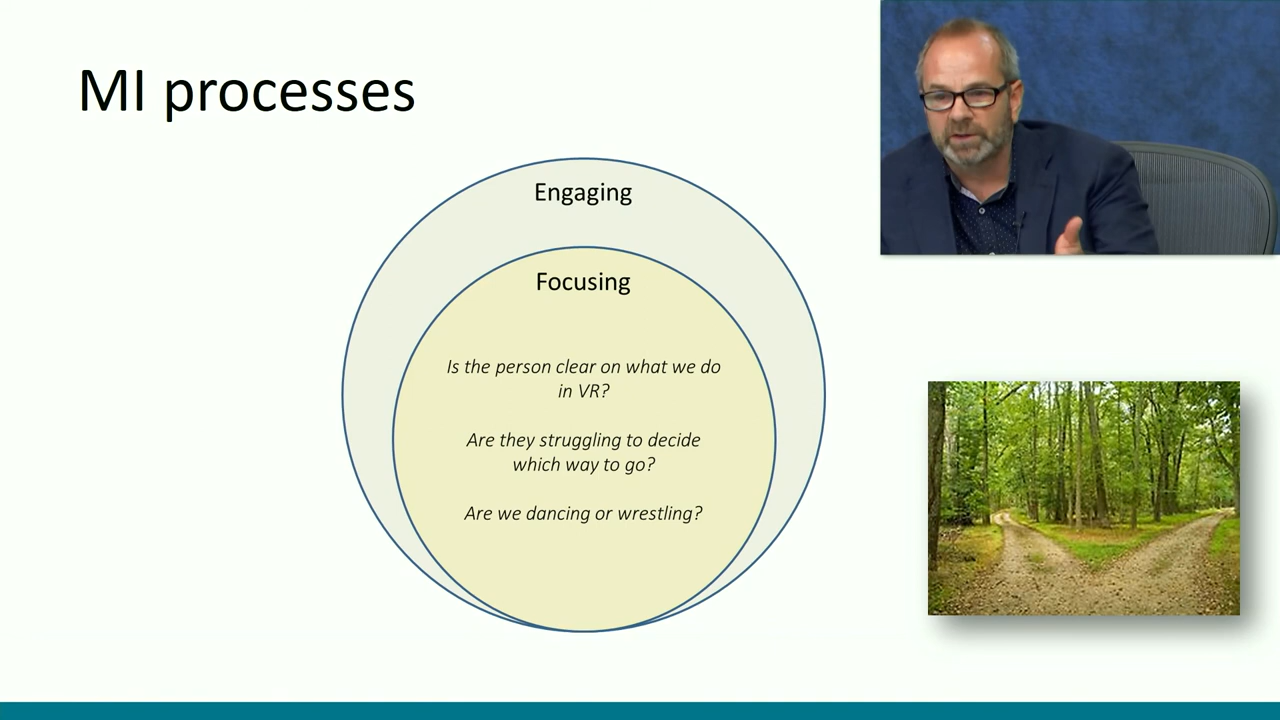 MI processes
Engaging
Focusing
Is the person clear on what we do
in VR?
Are they struggling to decide
which way to go?
Are we dancing or wrestling?